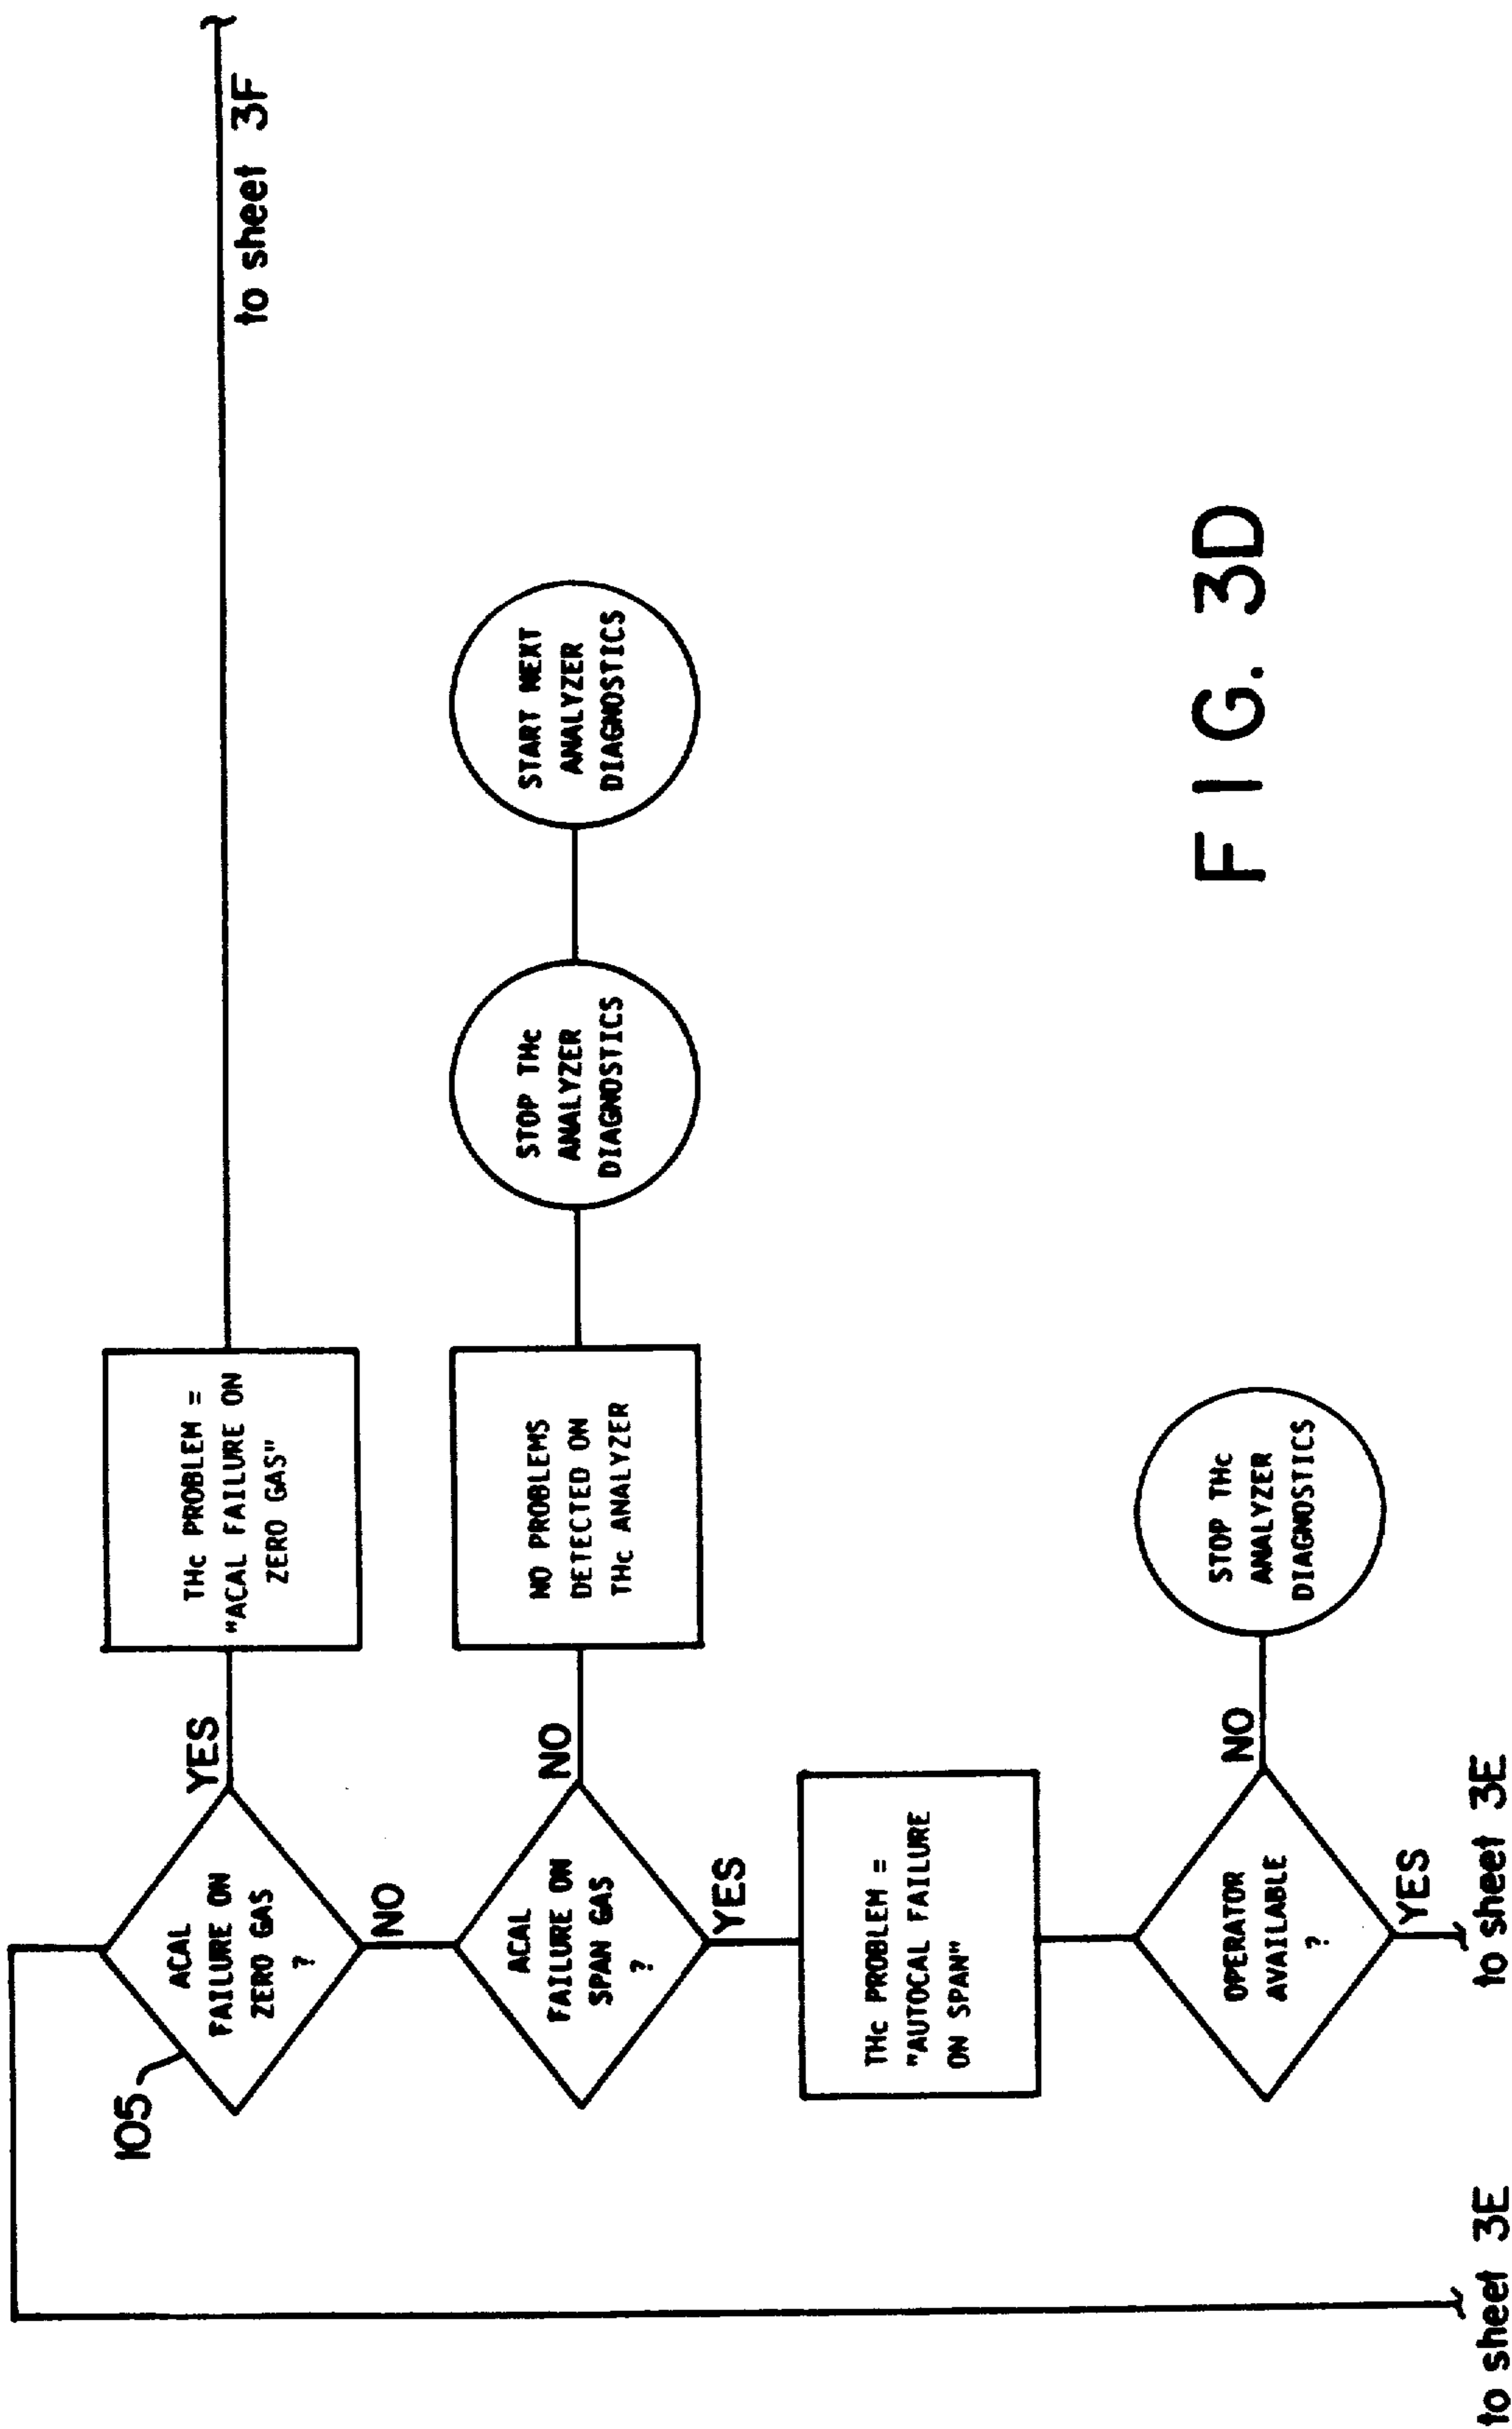 105
ACAL
FAILURE ON
ZERO GAS
?
YES
THc PROBLEM =
"ACAL FAILURE ON
ZERO GAS"
to sheet 3F
NO
ACAL
FAILURE ON
SPAN GAS
?
NO
NO PROBLEMS
DETECTED ON
THc ANALYZER
STOP THc
ANALYZER
DIAGNOSTICS
START NEXT
ANALYZER
DIAGNOSTICS
YES
THc PROBLEM =
"AUTOCAL FAILURE
ON SPAN"
OPERATOR
AVAILABLE
?
NO
STOP THc
ANALYZER
DIAGNOSTICS
YES
to sheet 3E
to sheet 3E
FIG. 3D